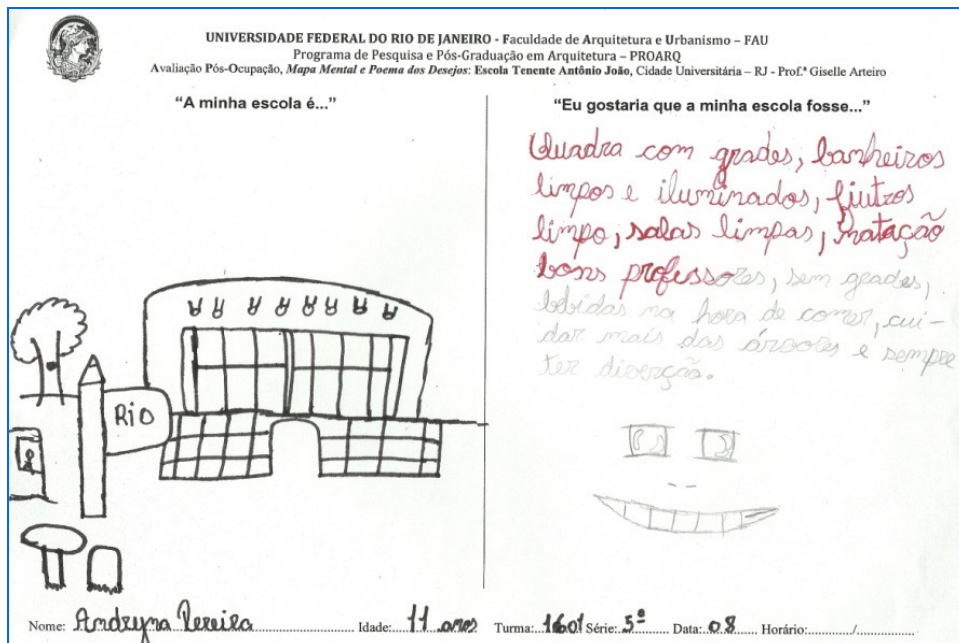 UNIVERSIDADE FEDERAL DO RIO DE JANEIRO - Faculdade de Arquitetura e Urbanismo – FAU
Programa de Pesquisa e Pós-Graduação em Arquitetura – PROARQ
Avaliação Pós-Ocupação, Mapa Mental e Poema dos Desejos: Escola Tenente Antônio João, Cidade Universitária – RJ - Prof.ª Giselle Arteiro
"A minha escola é..."
RIO
"Eu gostaria que a minha escola fosse..."
Quadra com grades, banheiros
limpos e iluminados, fiutros
limpo, salas limpas, natação
bons professores, sem grades,
bebidas na hora de comer, cui-
dar mais das árvores e sempre
ter diverção.
Nome: Andryna Pereira Idade: 11 anos Turma: 1601 Série: 5ª Data: 08 Horário:............/..............